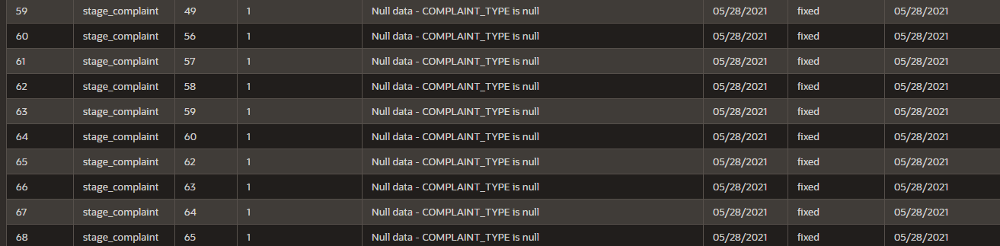 59 stage_complaint 49 1 Null data - COMPLAINT_TYPE is null 05/28/2021 fixed 05/28/2021
60 stage_complaint 56 1 Null data - COMPLAINT_TYPE is null 05/28/2021 fixed 05/28/2021
61 stage_complaint 57 1 Null data - COMPLAINT_TYPE is null 05/28/2021 fixed 05/28/2021
62 stage_complaint 58 1 Null data - COMPLAINT_TYPE is null 05/28/2021 fixed 05/28/2021
63 stage_complaint 59 1 Null data - COMPLAINT_TYPE is null 05/28/2021 fixed 05/28/2021
64 stage_complaint 60 1 Null data - COMPLAINT_TYPE is null 05/28/2021 fixed 05/28/2021
65 stage_complaint 62 1 Null data - COMPLAINT_TYPE is null 05/28/2021 fixed 05/28/2021
66 stage_complaint 63 1 Null data - COMPLAINT_TYPE is null 05/28/2021 fixed 05/28/2021
67 stage_complaint 64 1 Null data - COMPLAINT_TYPE is null 05/28/2021 fixed 05/28/2021
68 stage_complaint 65 1 Null data - COMPLAINT_TYPE is null 05/28/2021 fixed 05/28/2021